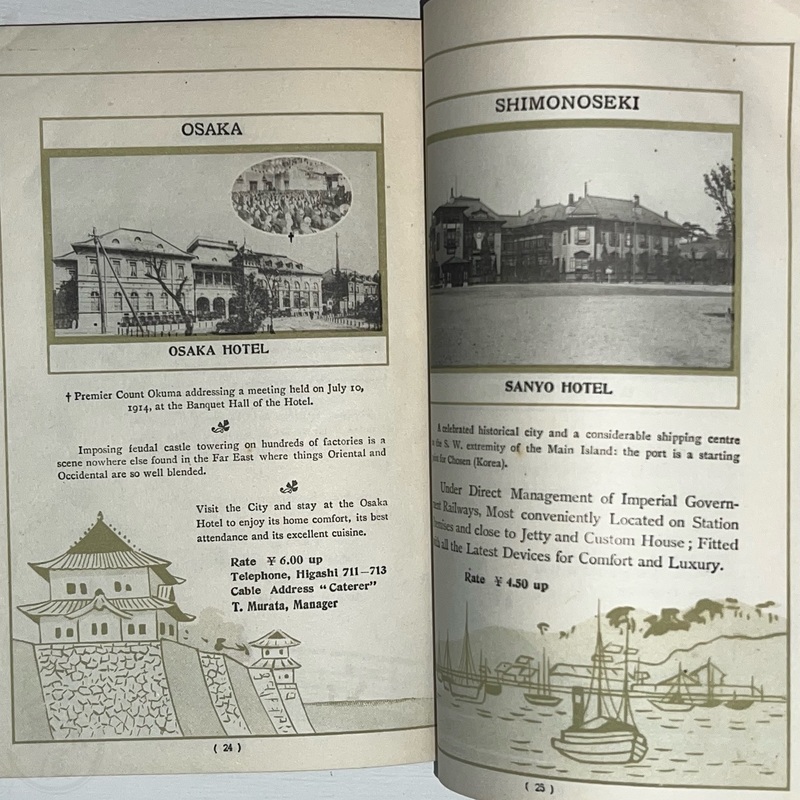 OSAKA
OSAKA HOTEL
† Premier Count Okuma addressing a meeting held on July 10,
1914, at the Banquet Hall of the Hotel.
Imposing feudal castle towering on hundreds of factories is a
scene nowhere else found in the Far East where things Oriental and
Occidental are so well blended.
Visit the City and stay at the Osaka
Hotel to enjoy its home comfort, its best
attendance and its excellent cuisine.
Rate ¥ 6.00 up
Telephone, Higashi 711–713
Cable Address "Caterer"
T. Murata, Manager
( 24 )
SHIMONOSEKI
SANYO HOTEL
A celebrated historical city and a considerable shipping centre
the S. W. extremity of the Main Island: the port is a starting
for Chosen (Korea).
Under Direct Management of Imperial Govern-
Railways, Most conveniently Located on Station
and close to Jetty and Custom House; Fitted
all the Latest Devices for Comfort and Luxury.
Rate ¥ 4.50 up
( 25 )